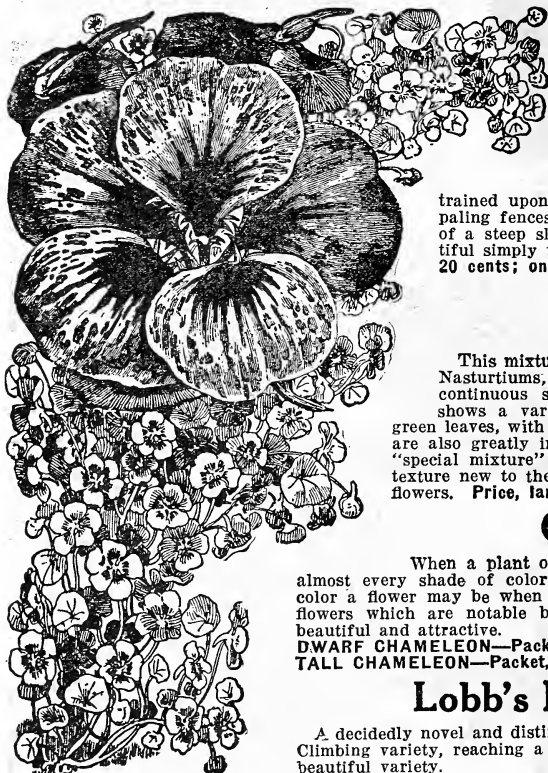 trained upon
paling fences
of a steep
tiful simply
20 cents;
This mixtu
Nasturtiums,
continuous s
shows a var
green leaves, with
are also greatly i
"special mixture"
texture new to the
flowers. Price, la
When a plant o
almost every shade of color
color a flower may be when
flowers which are notable b
beautiful and attractive.
DWARF CHAMELEON—Pack
TALL CHAMELEON—Packet,
Lobb's
A decidedly novel and disti
Climbing variety, reaching a
beautiful variety.